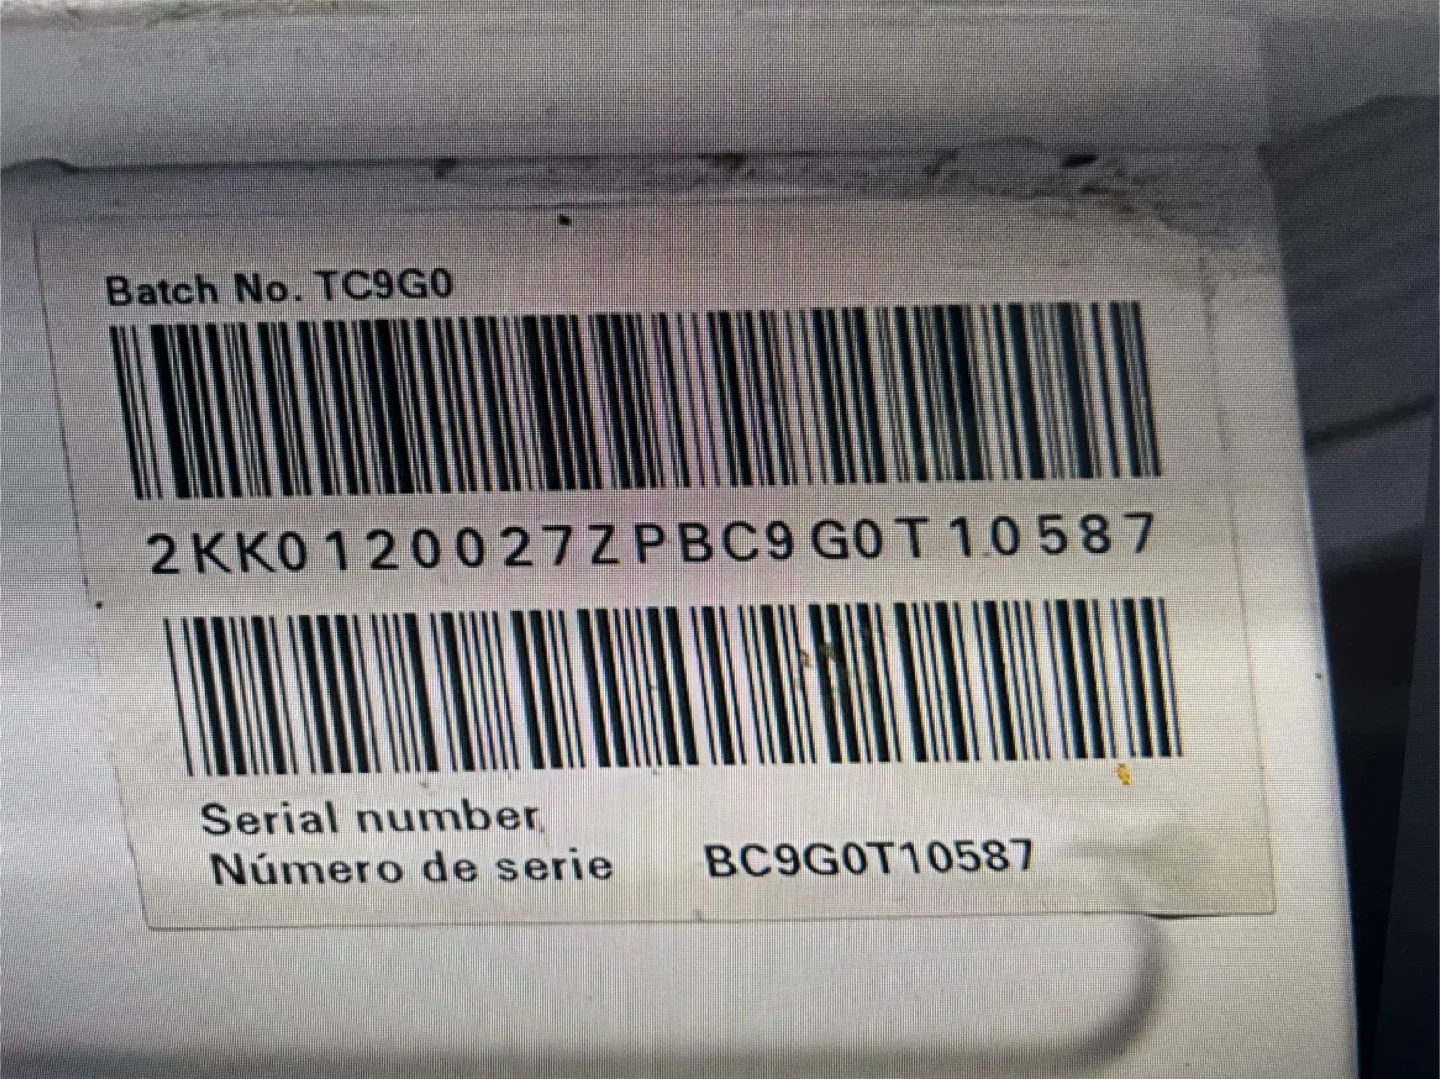 Batch No. TC9G0
2KK0120027ZPBC9G0T10587
Serial number
Número de serie BC9G0T10587